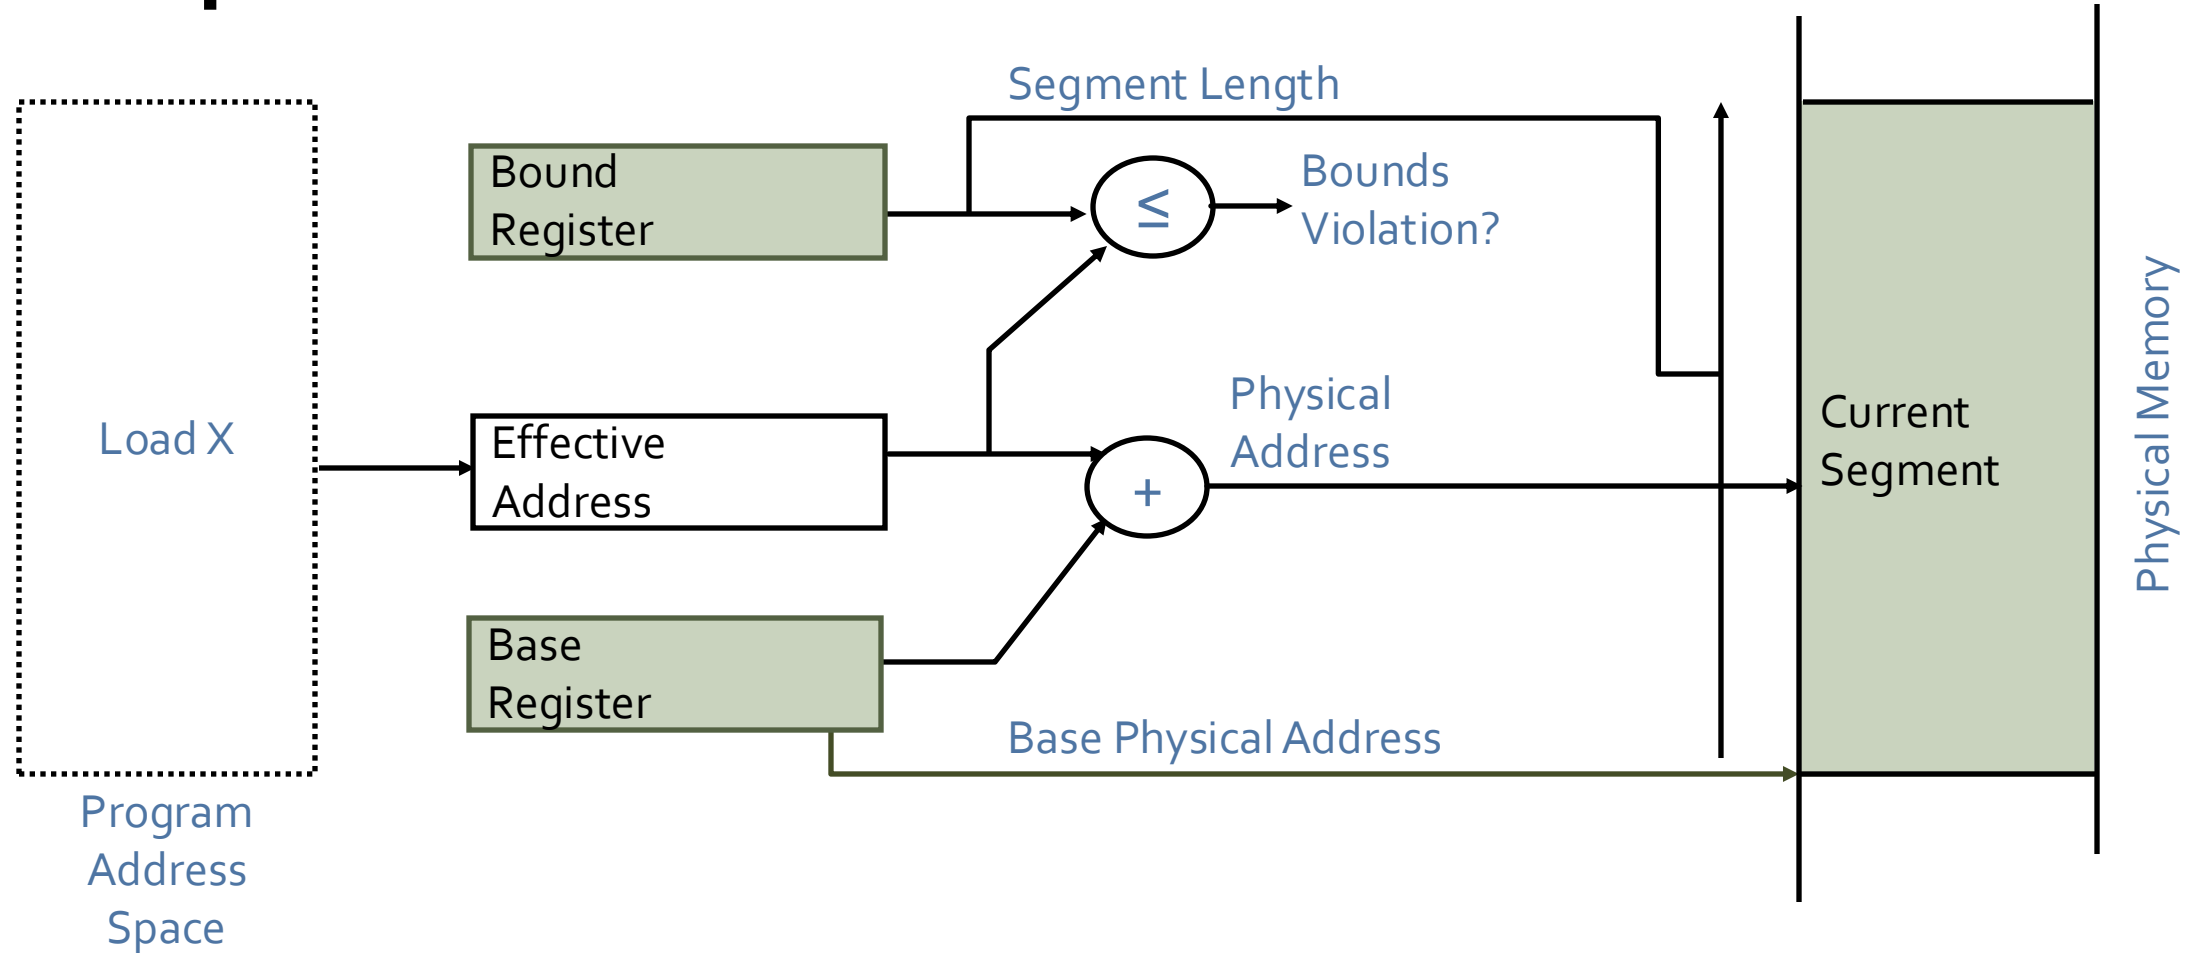 Segment Length
Bound
Register
≤
Bounds
Violation?
Load X
Effective
Address
Physical
Address
+
Current
Segment
Physical Memory
Base
Register
Base Physical Address
Program
Address
Space